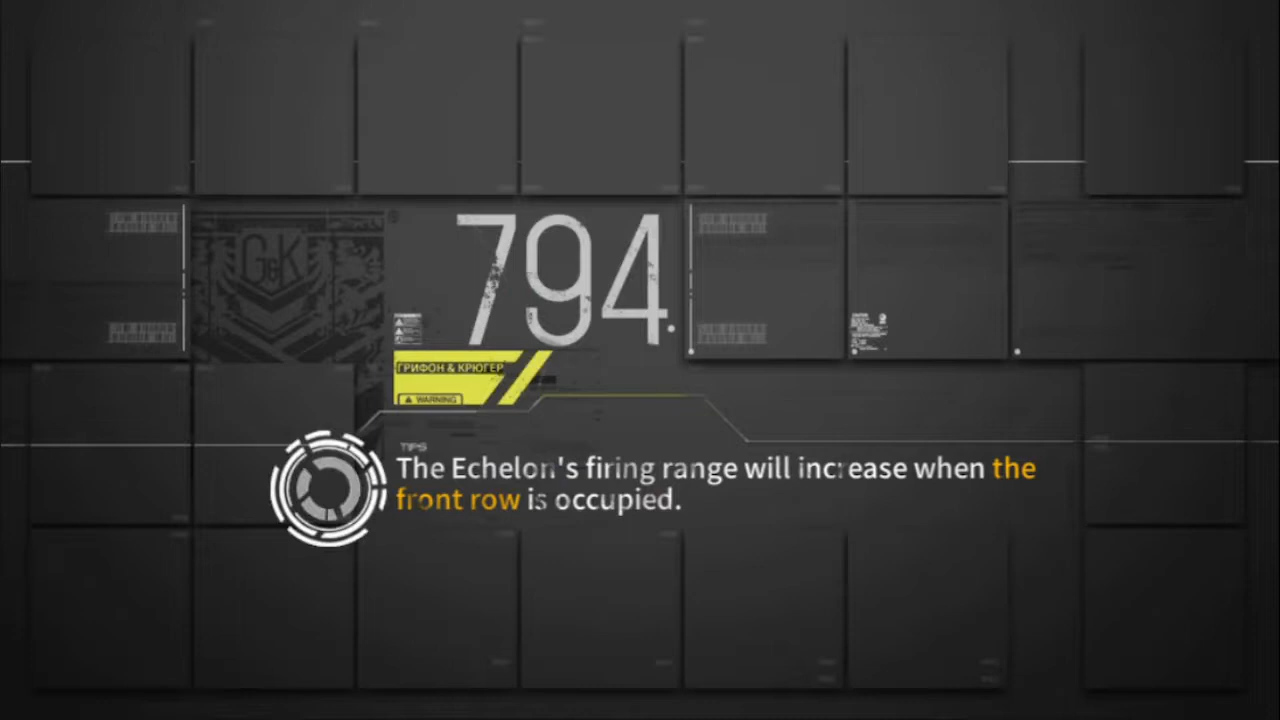 G&K
794.
ГРИФОН & КРЮГЕР
WARNING
TIPS
The Echelon's firing range will increase when the
front row is occupied.